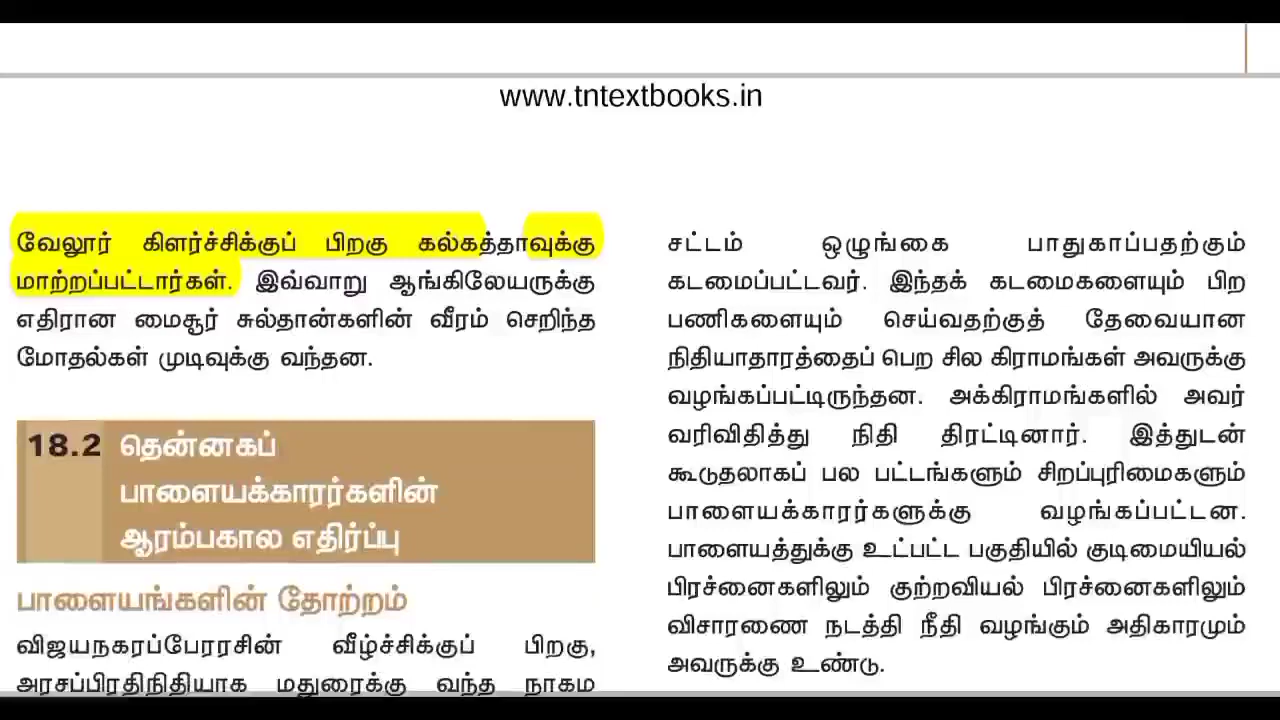 www.tntextbooks.in
வேலூர் கிளர்ச்சிக்குப் பிறகு கல்கத்தாவுக்கு
மாற்றப்பட்டார்கள். இவ்வாறு ஆங்கிலேயருக்கு
எதிரான மைசூர் சுல்தான்களின் வீரம் செறிந்த
மோதல்கள் முடிவுக்கு வந்தன.
18.2 தென்னகப்
பாளையக்காரர்களின்
ஆரம்பகால எதிர்ப்பு
பாளையங்களின் தோற்றம்
விஜயநகரப்பேரரசின் வீழ்ச்சிக்குப் பிறகு,
அரசப்பிரதிநிதியாக மதுரைக்கு வந்த நாகம
சட்டம் ஒழுங்கை பாதுகாப்பதற்கும்
கடமைப்பட்டவர். இந்தக் கடமைகளையும் பிற
பணிகளையும் செய்வதற்குத் தேவையான
நிதியாதாரத்தைப் பெற சில கிராமங்கள் அவருக்கு
வழங்கப்பட்டிருந்தன. அக்கிராமங்களில் அவர்
வரிவிதித்து நிதி திரட்டினார். இத்துடன்
கூடுதலாகப் பல பட்டங்களும் சிறப்புரிமைகளும்
பாளையக்காரர்களுக்கு வழங்கப்பட்டன.
பாளையத்துக்கு உட்பட்ட பகுதியில் குடிமையியல்
பிரச்னைகளிலும் குற்றவியல் பிரச்னைகளிலும்
விசாரணை நடத்தி நீதி வழங்கும் அதிகாரமும்
அவருக்கு உண்டு.